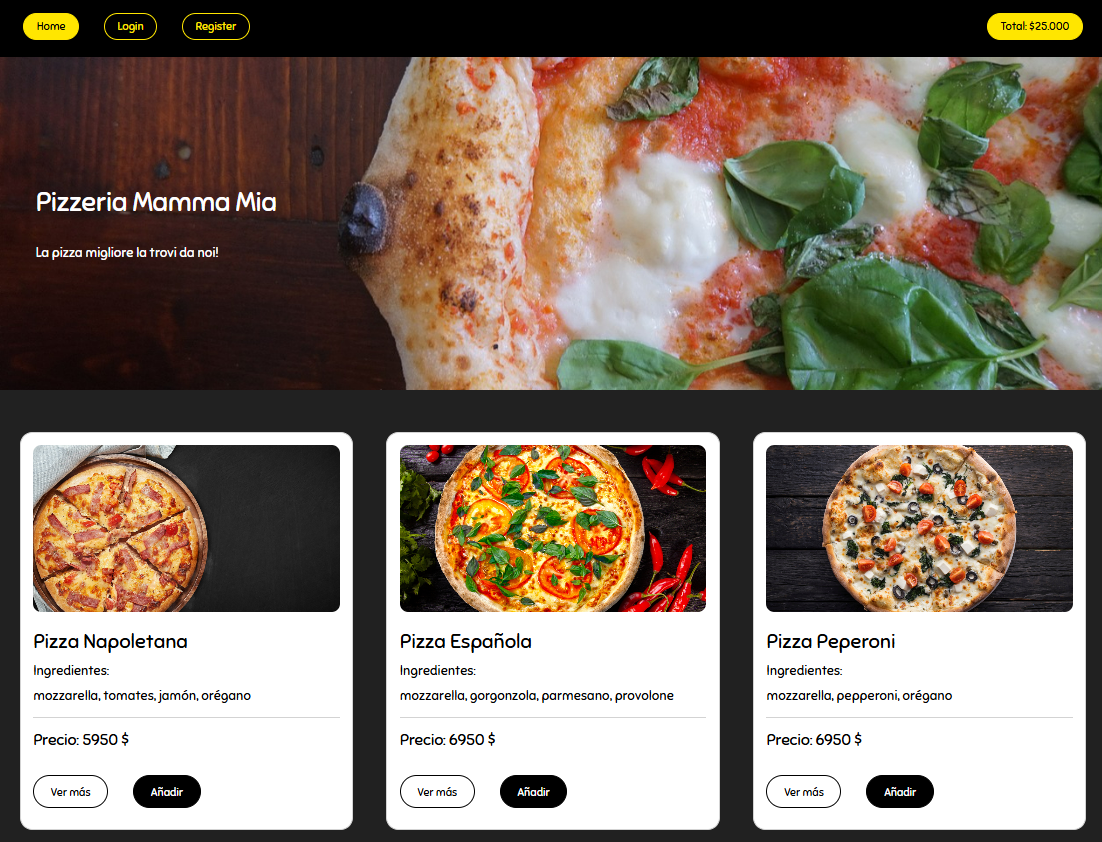 Home Login Register Total: $25.000
Pizzeria Mamma Mia
La pizza migliore la trovi da noi!
Pizza Napoletana
Ingredientes:
mozzarella, tomates, jamón, orégano
Precio: 5950 $
Ver más Añadir
Pizza Española
Ingredientes:
mozzarella, gorgonzola, parmesano, provolone
Precio: 6950 $
Ver más Añadir
Pizza Peperoni
Ingredientes:
mozzarella, pepperoni, orégano
Precio: 6950 $
Ver más Añadir